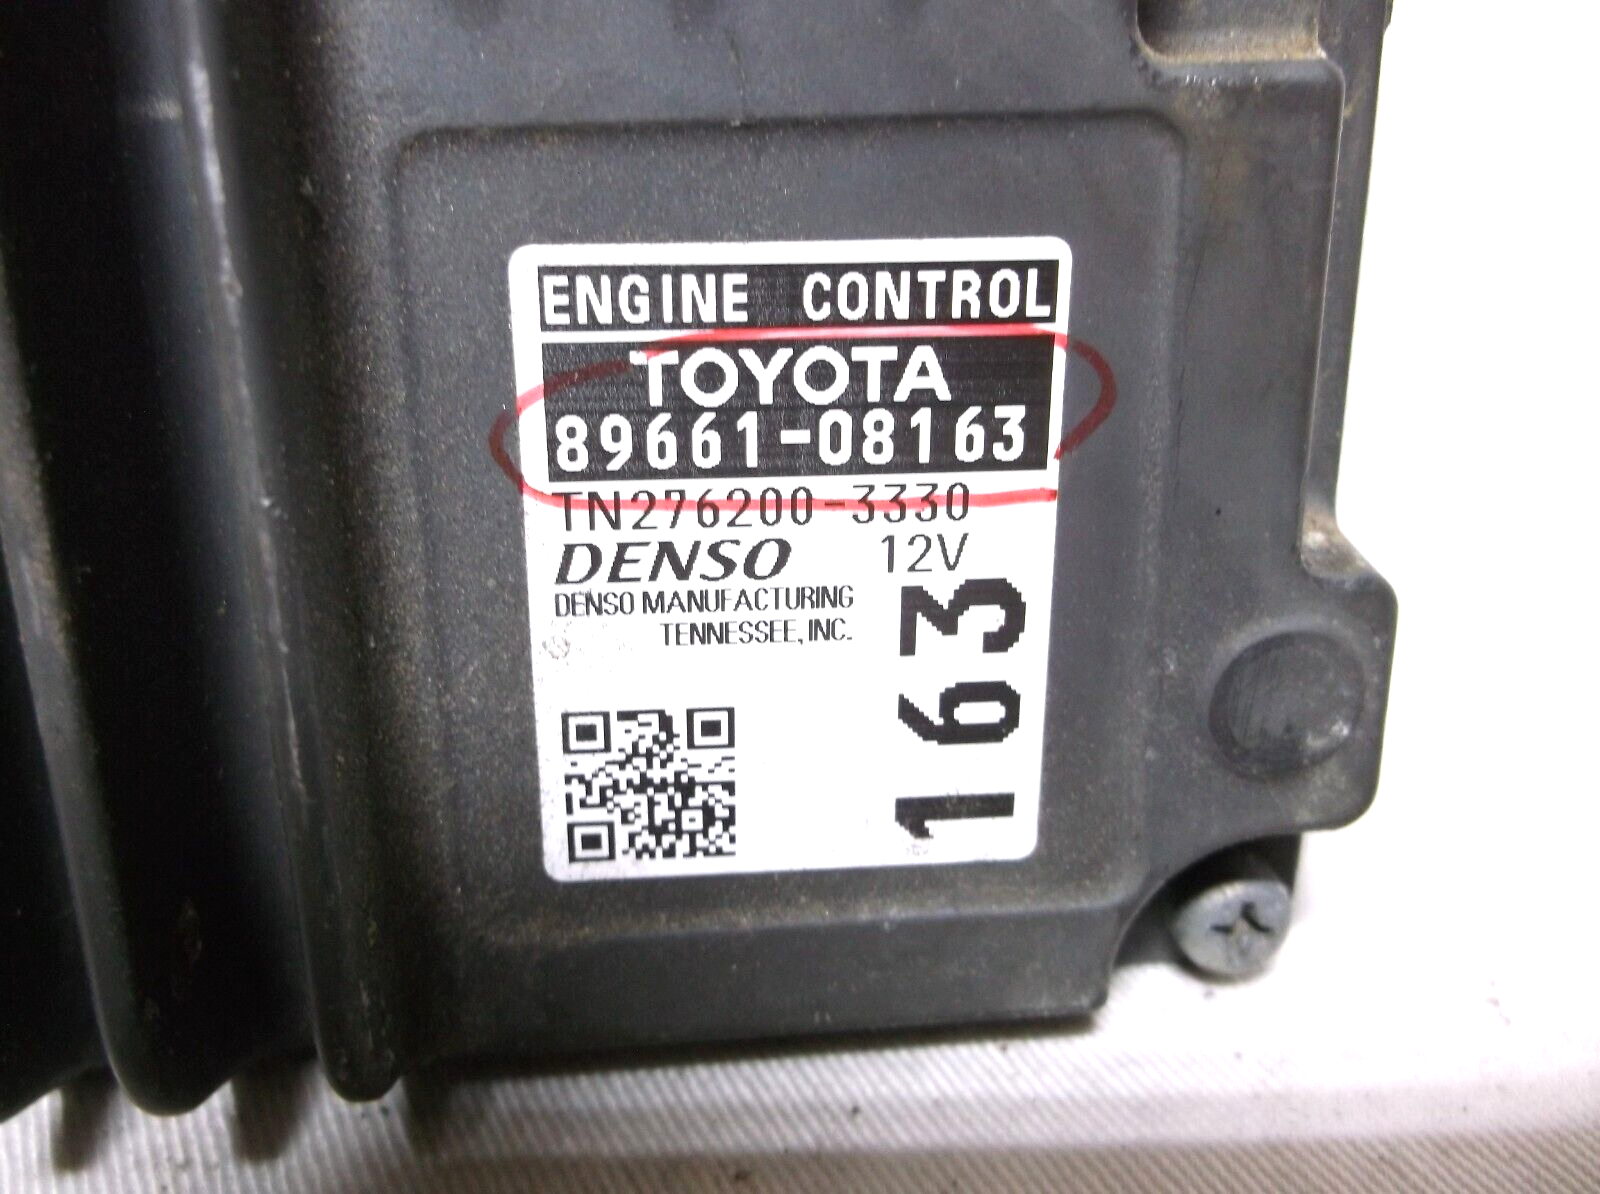 ENGINE CONTROL
TOYOTA
89661-08163
TN276200-3330
DENSO 12V
DENSO MANUFACTURING
TENNESSEE, INC.
163